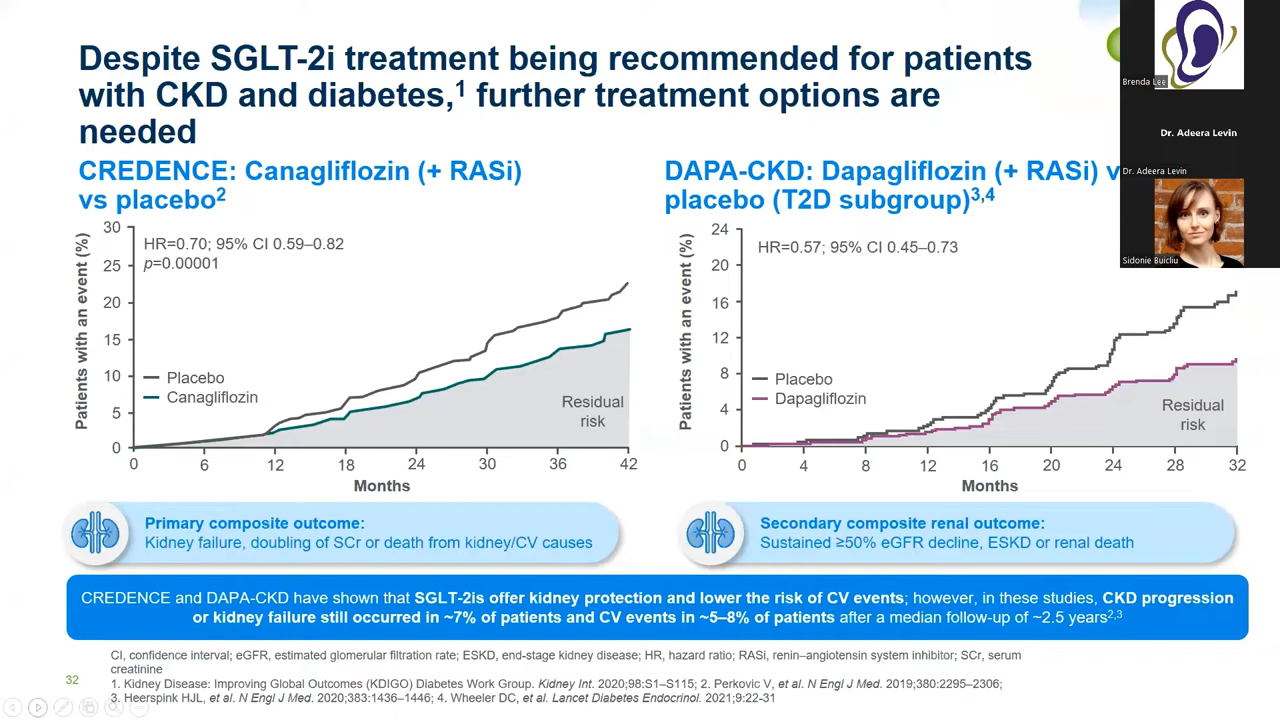 Despite SGLT-2i treatment being recommended for patients
with CKD and diabetes,1 further treatment options are
needed
CREDENCE: Canagliflozin (+ RASi)
vs placebo2
Patients with an event (%)
30
25
20
15
10
5
0
HR=0.70; 95% CI 0.59–0.82
p=0.00001
Placebo
Canagliflozin
Residual
risk
0 6 12 18 24 30 36 42
Months
Primary composite outcome:
Kidney failure, doubling of SCr or death from kidney/CV causes
DAPA-CKD: Dapagliflozin (+ RASi) v
placebo (T2D subgroup)3,4
Patients with an event (%)
24
20
16
12
8
4
0
HR=0.57; 95% CI 0.45–0.73
Placebo
Dapagliflozin
Residual
risk
0 4 8 12 16 20 24 28 32
Months
Secondary composite renal outcome:
Sustained ≥50% eGFR decline, ESKD or renal death
CREDENCE and DAPA-CKD have shown that SGLT-2is offer kidney protection and lower the risk of CV events; however, in these studies, CKD progression
or kidney failure still occurred in ~7% of patients and CV events in ~5–8% of patients after a median follow-up of ~2.5 years2,3
CI, confidence interval; eGFR, estimated glomerular filtration rate; ESKD, end-stage kidney disease; HR, hazard ratio; RASi, renin–angiotensin system inhibitor; SCr, serum
creatinine
1. Kidney Disease: Improving Global Outcomes (KDIGO) Diabetes Work Group. Kidney Int. 2020;98:S1–S115; 2. Perkovic V, et al. N Engl J Med. 2019;380:2295–2306;
3. Heerspink HJL, et al. N Engl J Med. 2020;383:1436–1446; 4. Wheeler DC, et al. Lancet Diabetes Endocrinol. 2021;9:22-31
32
Brenda Lee
Dr. Adeera Levin
Dr. Adeera Levin
Sidonie Buicliu